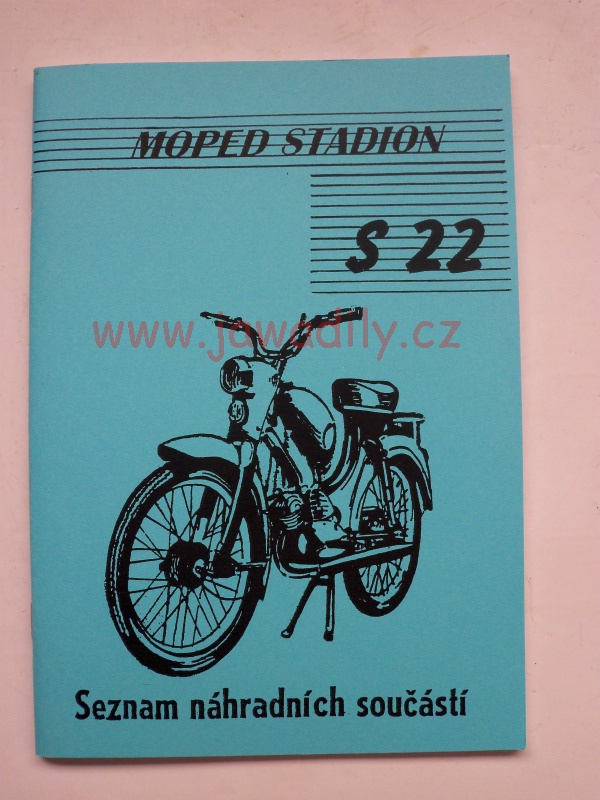 MOPED STADION
S 22
www.jawadily.cz
Seznam náhradních součástí